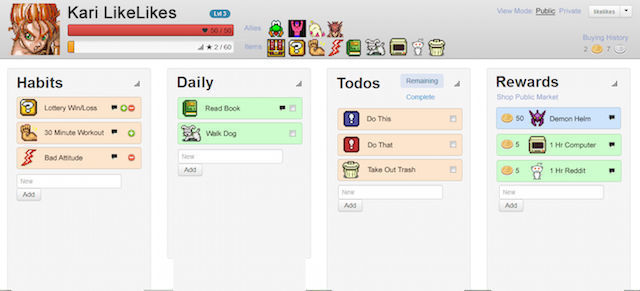 Kari LikeLikes
Lvl 3
View Mode: Public Private
likelikes
50 / 50
Allies
★ 2 / 60
Items
Buying History
2 7
Habits
Lottery Win/Loss
30 Minute Workout
Bad Attitude
New
Add
Daily
Read Book
Walk Dog
New
Add
Todos
Remaining
Complete
Do This
Do That
Take Out Trash
New
Add
Rewards
Shop Public Market
50 Demon Helm
5 1 Hr Computer
5 1 Hr Reddit
New
Add